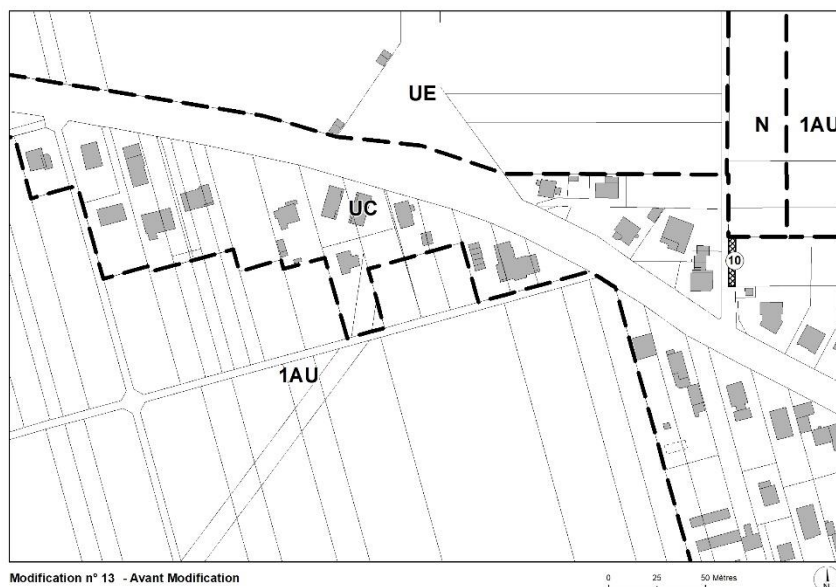 UE
N 1AU
UC
10
1AU
Modification n° 13 - Avant Modification
0 25 50 Mètres
N